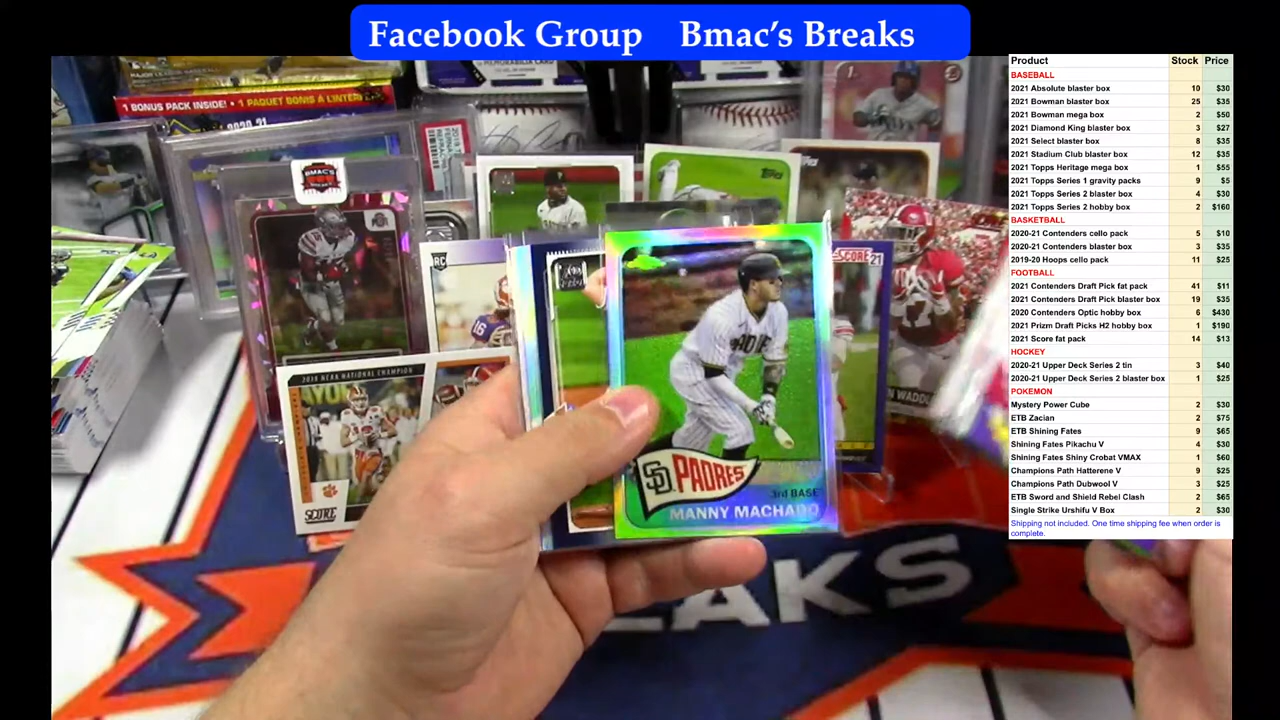 Facebook Group Bmac's Breaks
Product Stock Price
BASEBALL
2021 Absolute blaster box 10 $30
2021 Bowman blaster box 25 $35
2021 Bowman mega box 2 $50
2021 Diamond King blaster box 3 $27
2021 Select blaster box 8 $35
2021 Stadium Club blaster box 12 $35
2021 Topps Heritage mega box 1 $55
2021 Topps Series 1 gravity packs 9 $5
2021 Topps Series 2 blaster box 4 $30
2021 Topps Series 2 hobby box 2 $160
BASKETBALL
2020-21 Contenders cello pack 5 $10
2020-21 Contenders blaster box 3 $35
2019-20 Hoops cello pack 11 $25
FOOTBALL
2021 Contenders Draft Pick fat pack 41 $11
2021 Contenders Draft Pick blaster box 19 $35
2020 Contenders Optic hobby box 6 $430
2021 Prizm Draft Picks H2 hobby box 1 $190
2021 Score fat pack 14 $13
HOCKEY
2020-21 Upper Deck Series 2 tin 3 $40
2020-21 Upper Deck Series 2 blaster box 1 $25
POKEMON
Mystery Power Cube 2 $30
ETB Zacian 2 $75
ETB Shining Fates 9 $65
Shining Fates Pikachu V 4 $30
Shining Fates Shiny Crobat VMAX 1 $60
Champions Path Hatterene V 9 $25
Champions Path Dubwool V 3 $25
ETB Sword and Shield Rebel Clash 2 $65
Single Strike Urshifu V Box 2 $30
Shipping not included. One time shipping fee when order is
complete.
1 BONUS PACK INSIDE! • 1 PAQUET BONIS À L'INTÉRI
2020-21
BMAC'S
Topps
RC
SCORE 21
16
2018 NCAA NATIONAL CHAMPION
SCORE
SD PADRES
3rd BASE
MANNY MACHADO
WADDL
EAKS